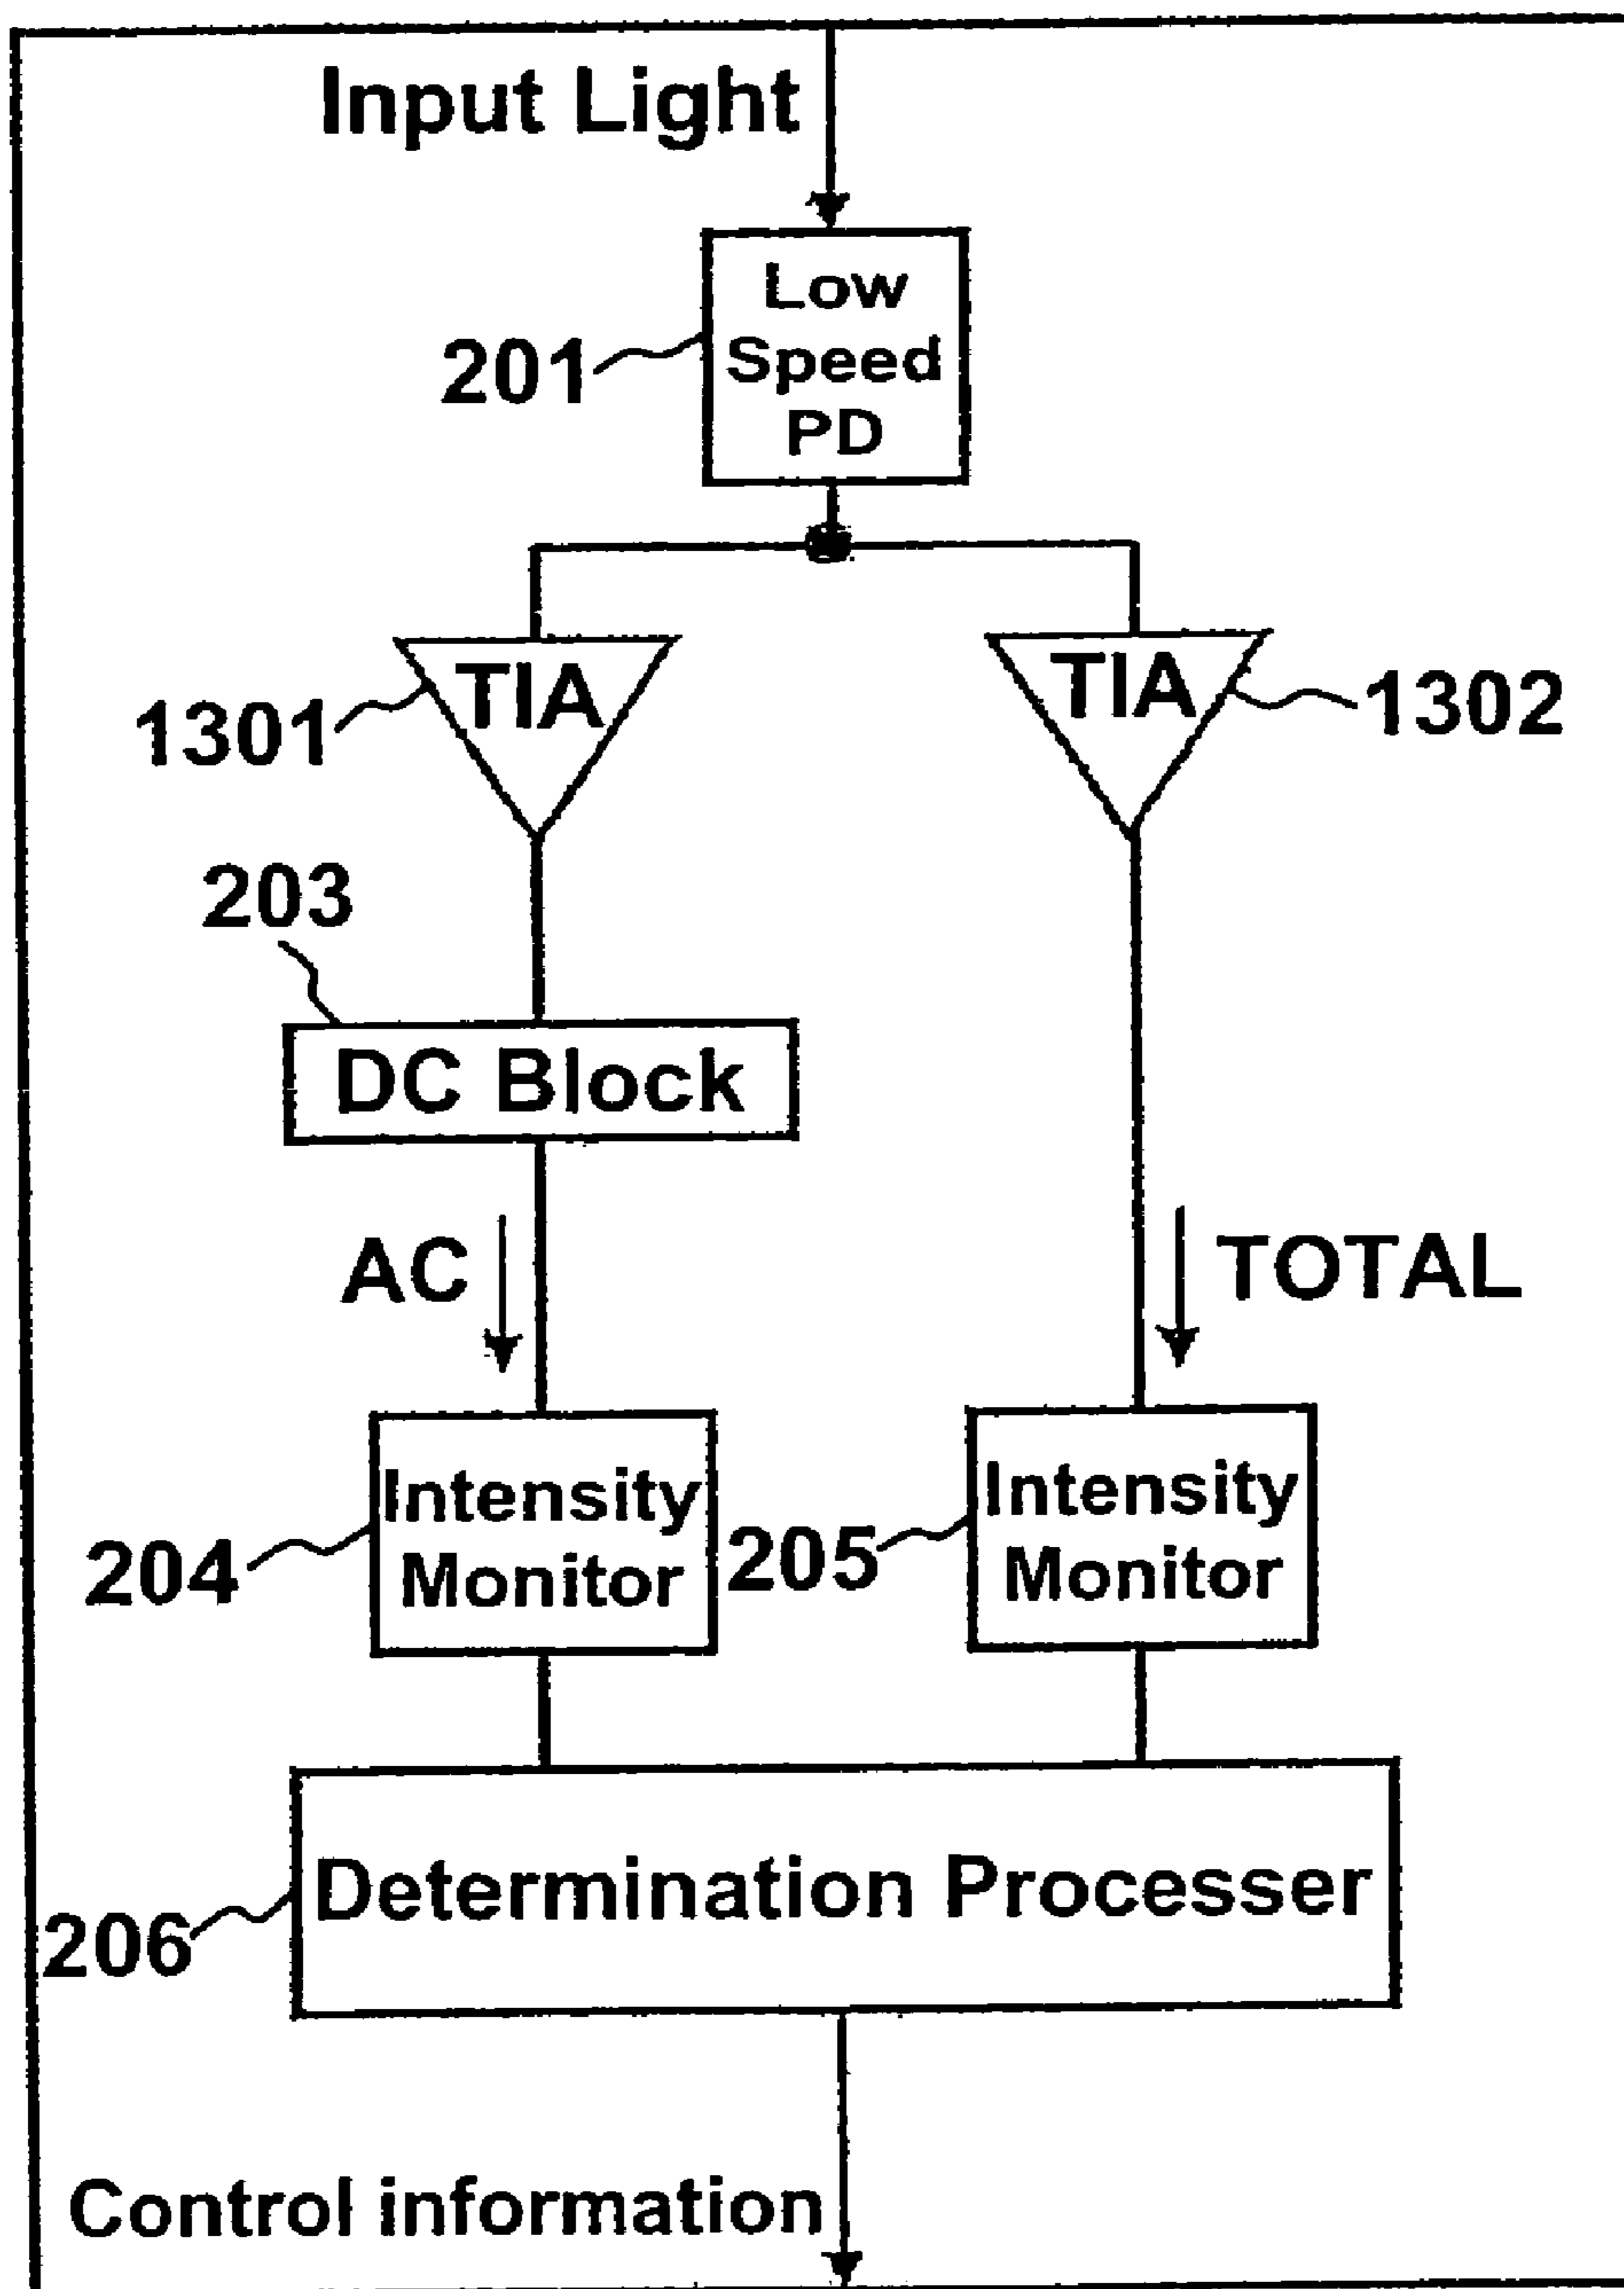 Input Light
Low
Speed
PD
201
TIA
TIA
1301
1302
203
DC Block
AC
TOTAL
Intensity
Monitor
Intensity
Monitor
204
205
Determination Processer
206
Control information